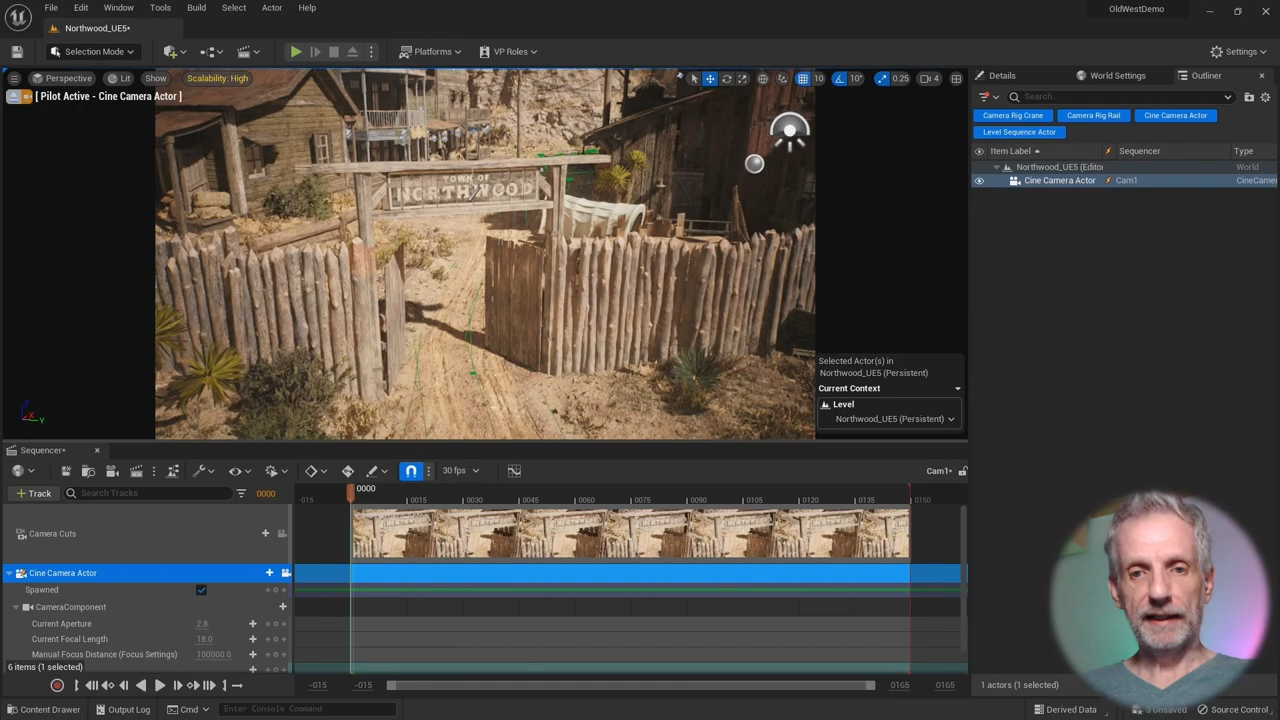 File Edit Window Tools Build Select Actor Help
OldWestDemo
Northwood_UE5*
Selection Mode
Platforms
VP Roles
Settings
Perspective Lit Show Scalability: High
10 10° 0.25 4
[ Pilot Active - Cine Camera Actor ]
TOWN OF
NORTHWOOD
Selected Actor(s) in
Northwood_UE5 (Persistent)
Current Context
Level
Northwood_UE5 (Persistent)
Z X Y
Details World Settings Outliner
Search...
Camera Rig Crane Camera Rig Rail Cine Camera Actor
Level Sequence Actor
Item Label Sequencer Type
Northwood_UE5 (Editor World
Cine Camera Actor Cam1 CineCamer
1 actors (1 selected)
Sequencer*
30 fps
Cam1*
Track Search Tracks 0000
-015 0000 0015 0030 0045 0060 0075 0090 0105 0120 0135 0150
Camera Cuts
Cine Camera Actor
Spawned
CameraComponent
Current Aperture 2.8
Current Focal Length 18.0
Manual Focus Distance (Focus Settings) 100000.0
6 items (1 selected)
-015 -015 0165 0165
Content Drawer Output Log Cmd Enter Console Command
Derived Data Unsaved Source Control